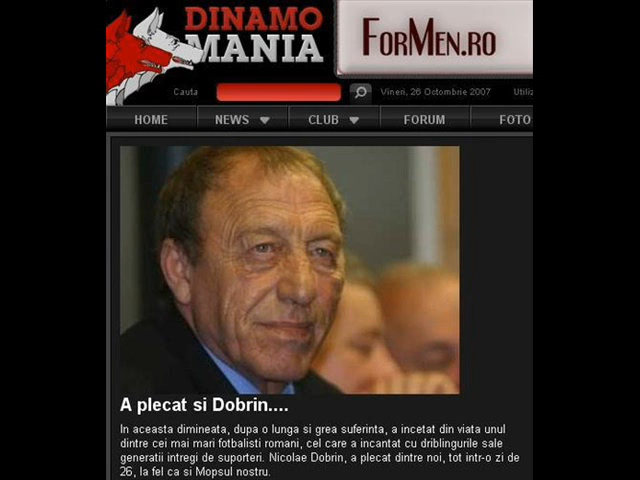 DINAMO
MANIA
FORMEN.RO
Cauta
Vineri, 26 Octombrie 2007
Utiliz
HOME NEWS CLUB FORUM FOTO
A plecat si Dobrin....
In aceasta dimineata, dupa o lunga si grea suferinta, a incetat din viata unul
dintre cei mai mari fotbalisti romani, cel care a incantat cu driblingurile sale
generatii intregi de suporteri. Nicolae Dobrin, a plecat dintre noi, tot intr-o zi de
26, la fel ca si Mopsul nostru.